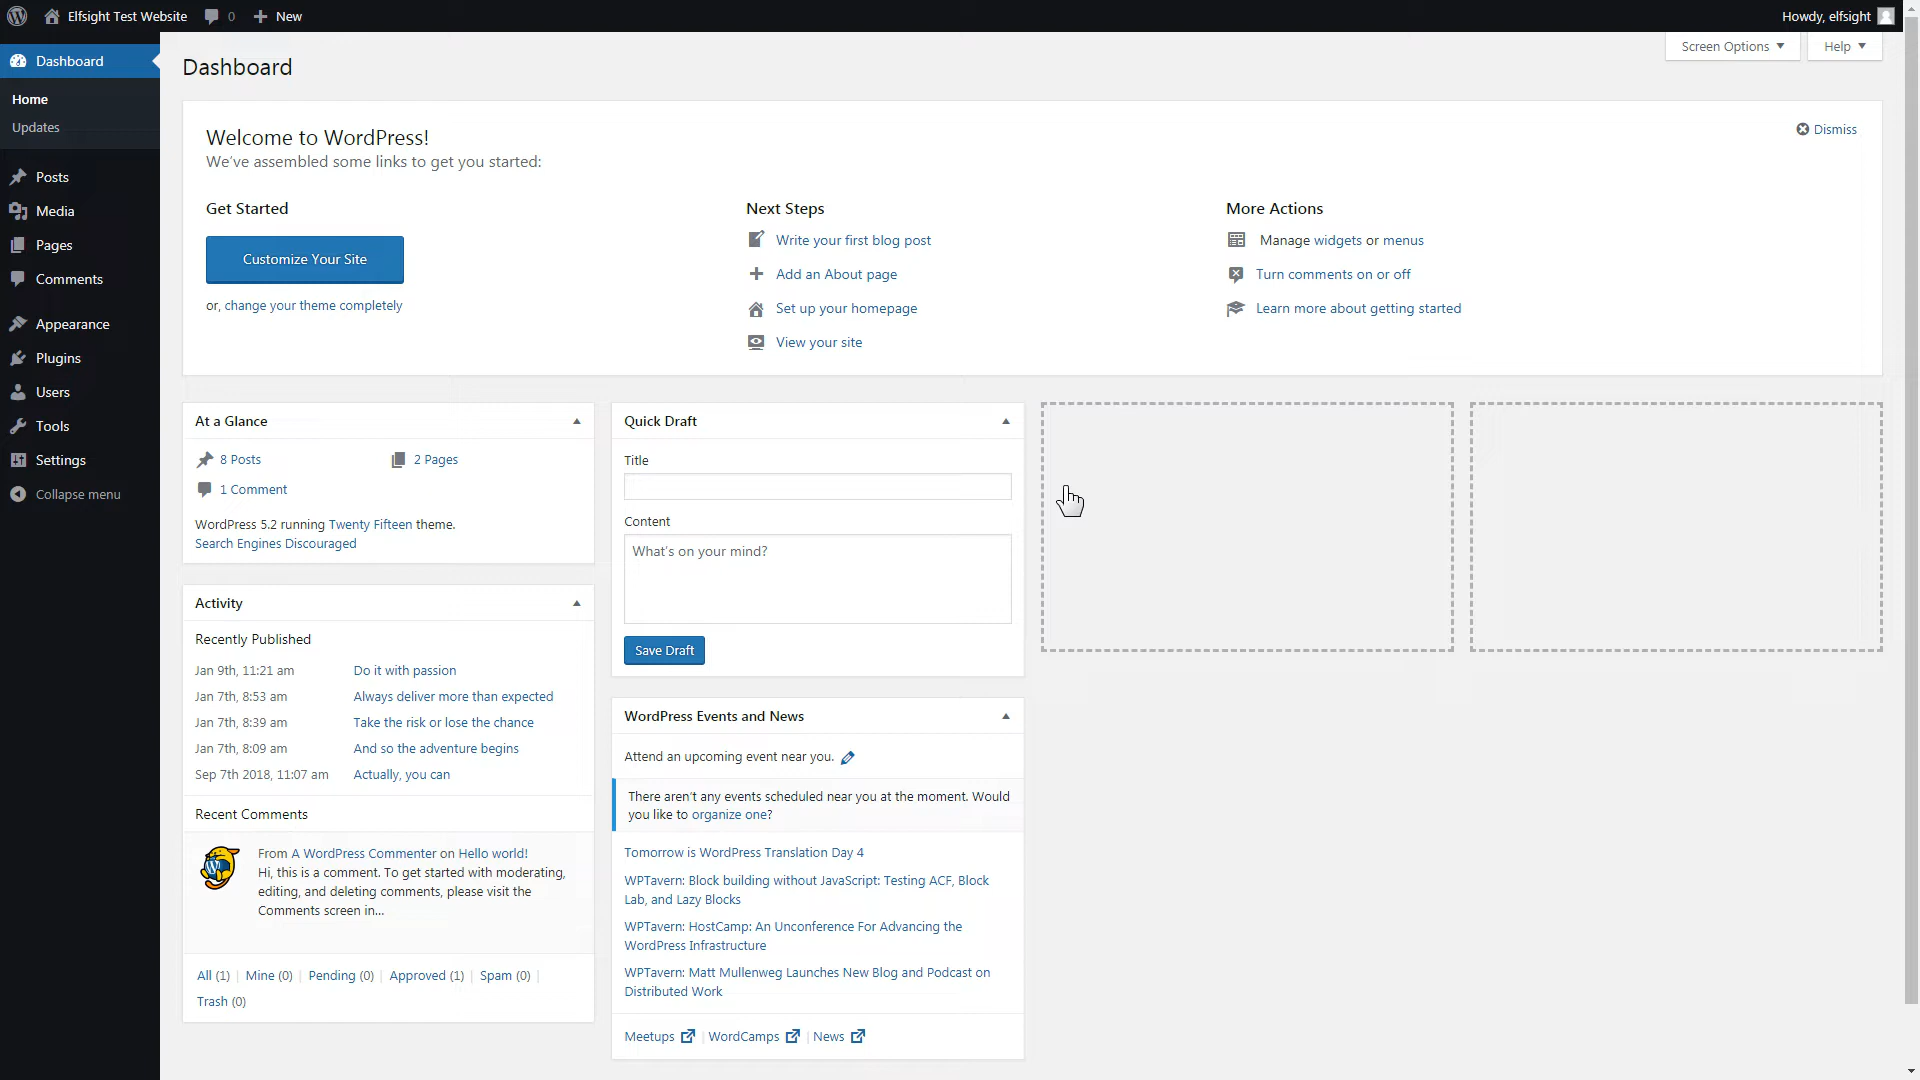 Elfsight Test Website
0
New
Howdy, elfsight
Dashboard
Home
Updates
Posts
Media
Pages
Comments
Appearance
Plugins
Users
Tools
Settings
Collapse menu
Screen Options
Help
Dashboard
Welcome to WordPress!
We've assembled some links to get you started:
Dismiss
Get Started
Customize Your Site
or, change your theme completely
Next Steps
Write your first blog post
Add an About page
Set up your homepage
View your site
More Actions
Manage widgets or menus
Turn comments on or off
Learn more about getting started
At a Glance
8 Posts
2 Pages
1 Comment
WordPress 5.2 running Twenty Fifteen theme.
Search Engines Discouraged
Activity
Recently Published
Jan 9th, 11:21 am Do it with passion
Jan 7th, 8:53 am Always deliver more than expected
Jan 7th, 8:39 am Take the risk or lose the chance
Jan 7th, 8:09 am And so the adventure begins
Sep 7th 2018, 11:07 am Actually, you can
Recent Comments
From A WordPress Commenter on Hello world!
Hi, this is a comment. To get started with moderating,
editing, and deleting comments, please visit the
Comments screen in...
All (1) | Mine (0) | Pending (0) | Approved (1) | Spam (0) |
Trash (0)
Quick Draft
Title
Content
What's on your mind?
Save Draft
WordPress Events and News
Attend an upcoming event near you.
There aren't any events scheduled near you at the moment. Would
you like to organize one?
Tomorrow is WordPress Translation Day 4
WPTavern: Block building without JavaScript: Testing ACF, Block
Lab, and Lazy Blocks
WPTavern: HostCamp: An Unconference For Advancing the
WordPress Infrastructure
WPTavern: Matt Mullenweg Launches New Blog and Podcast on
Distributed Work
Meetups | WordCamps | News